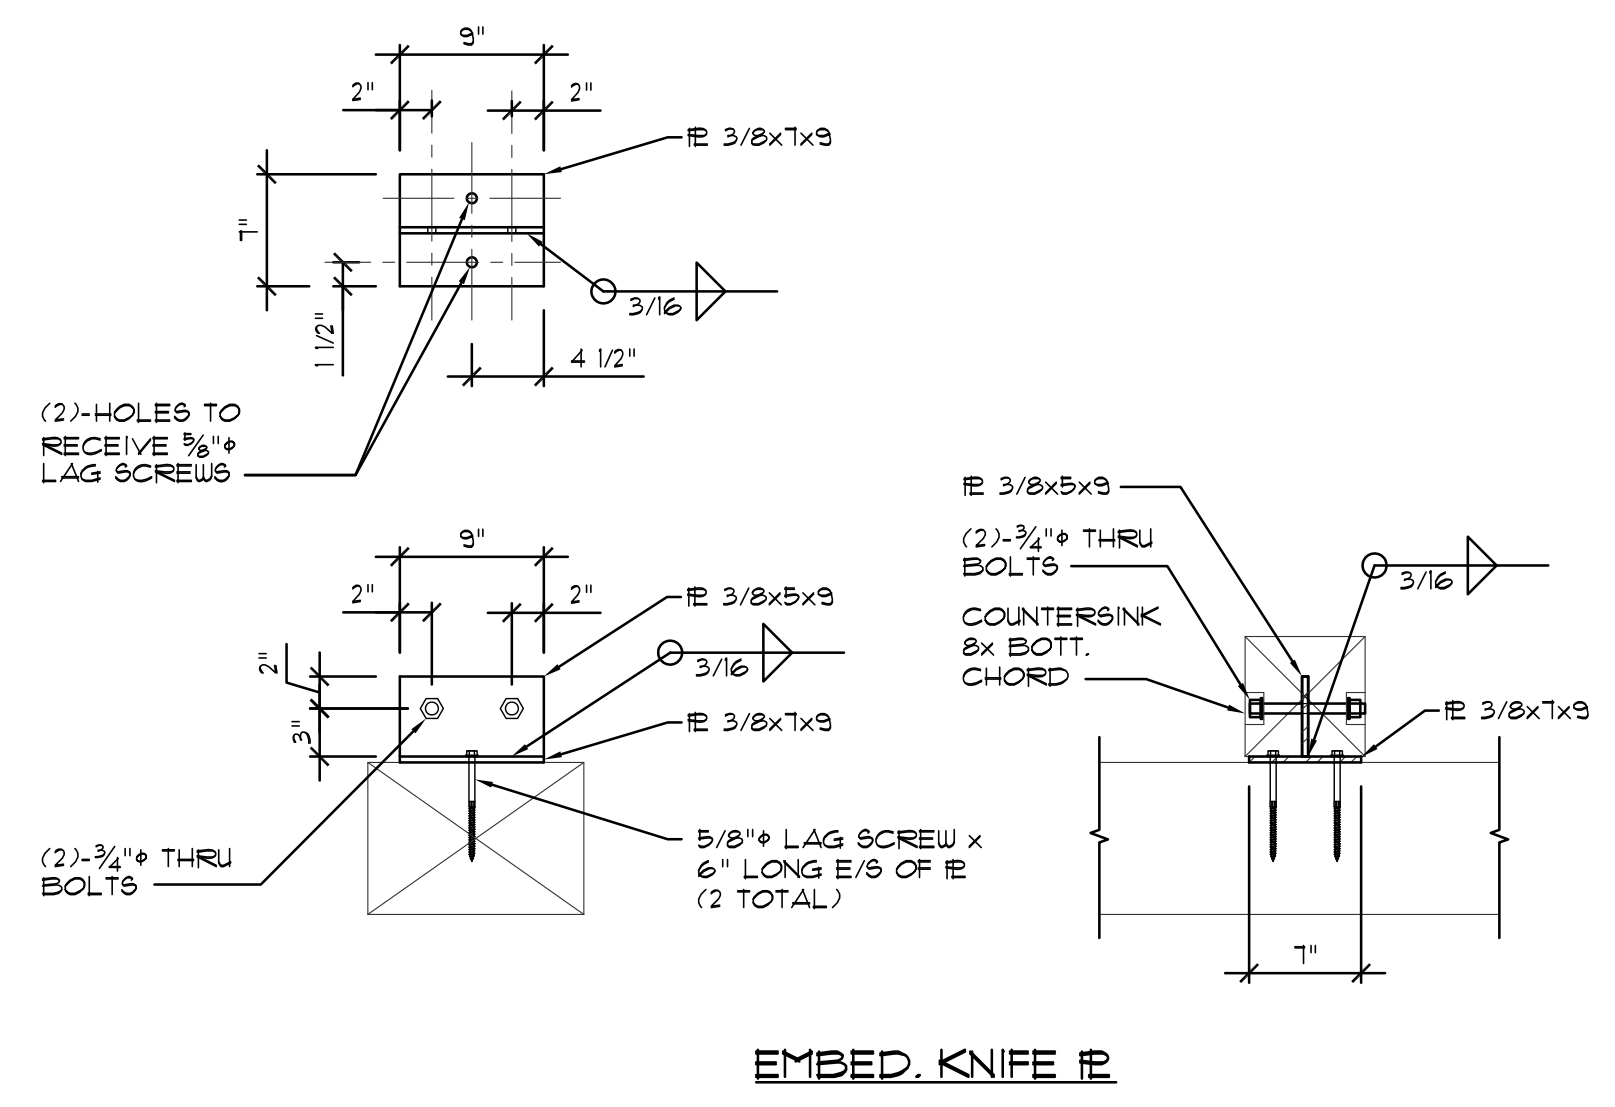 9"
2"
2"
PL 3/8x7x9
7"
3/16
1 1/2"
4 1/2"
(2)-HOLES TO
RECEIVE 5/8"ϕ
LAG SCREWS
9"
2"
2"
PL 3/8x5x9
3/16
2"
3"
PL 3/8x7x9
(2)-3/4"ϕ THRU
BOLTS
5/8"ϕ LAG SCREW x
6" LONG E/S OF PL
(2 TOTAL)
PL 3/8x5x9
(2)-3/4"ϕ THRU
BOLTS
3/16
COUNTERSINK
8x BOTT.
CHORD
PL 3/8x7x9
7"
EMBED. KNIFE PL